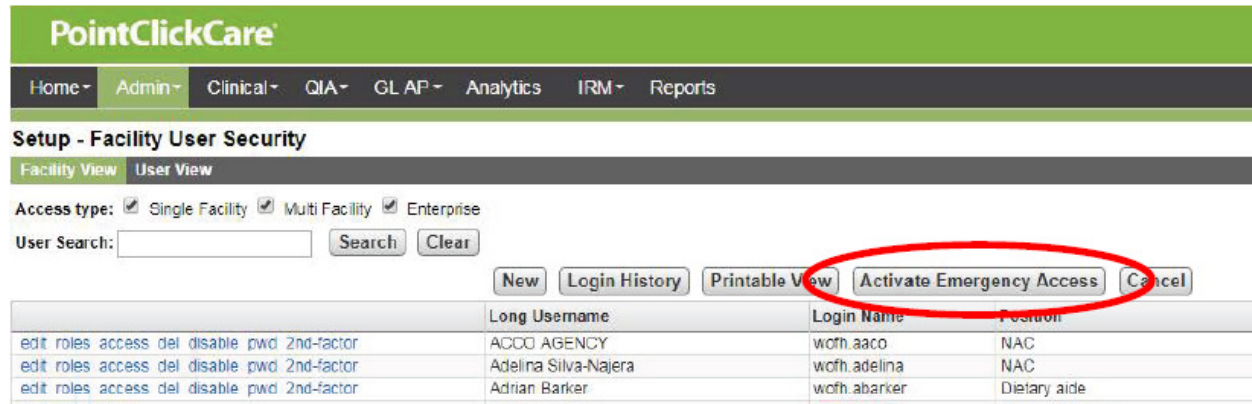 PointClickCare
Home Admin Clinical QIA GL AP Analytics IRM Reports
Setup - Facility User Security
Facility View User View
Access type: Single Facility Multi Facility Enterprise
User Search: Search Clear
New Login History Printable View Activate Emergency Access Cancel
Long Username Login Name Position
edit roles access del disable pwd 2nd-factor ACCO AGENCY wofh.aaco NAC
edit roles access del disable pwd 2nd-factor Adelina Silva-Najera wofh.adelina NAC
edit roles access del disable pwd 2nd-factor Adrian Barker wofh.abarker Dietary aide